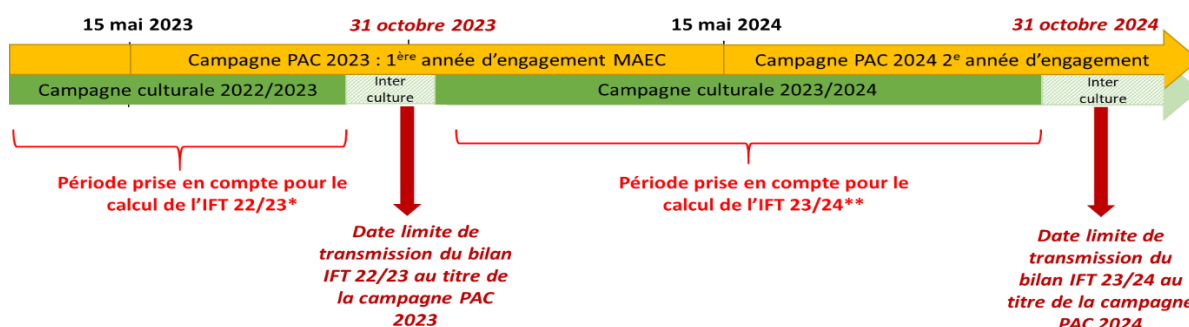 15 mai 2023
31 octobre 2023
15 mai 2024
31 octobre 2024
Campagne PAC 2023 : 1ère année d’engagement MAEC
Campagne PAC 2024 2e année d’engagement
Campagne culturale 2022/2023
Inter
culture
Campagne culturale 2023/2024
Inter
culture
Période prise en compte pour le
calcul de l’IFT 22/23*
Période prise en compte pour le
calcul de l’IFT 23/24**
Date limite de
transmission du bilan
IFT 22/23 au titre de
la campagne PAC
2023
Date limite de
transmission du
bilan IFT 23/24 au
titre de la campagne
PAC 2024